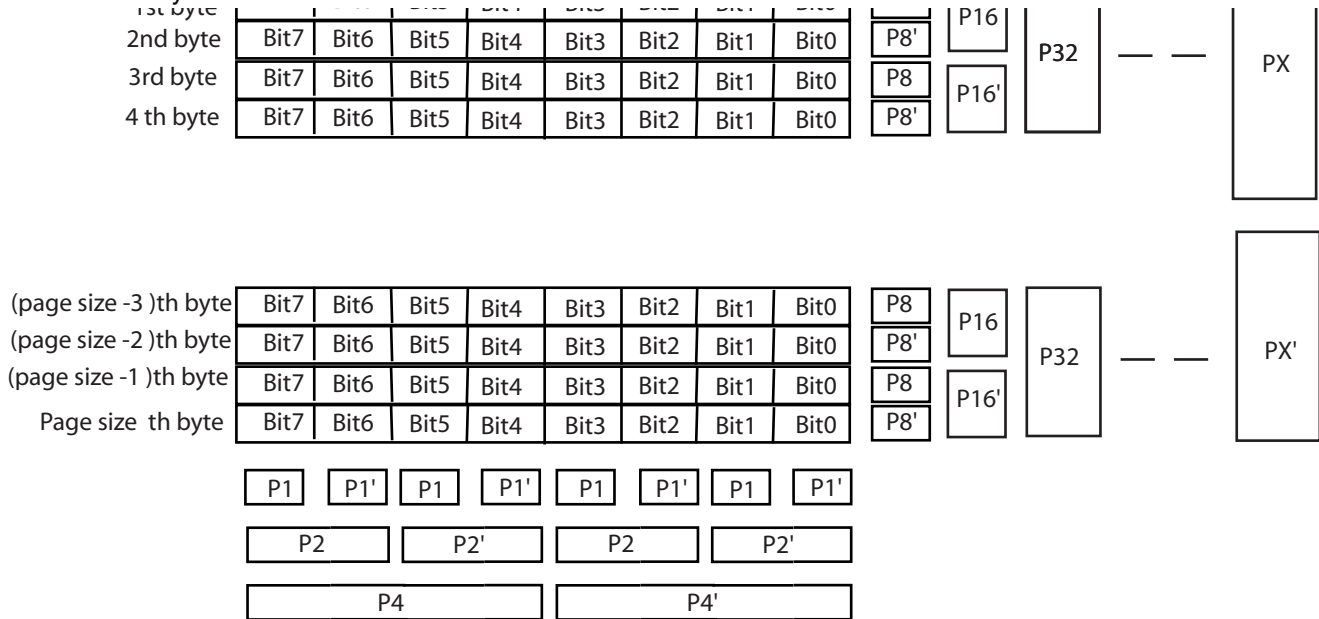 1st byte
2nd byte Bit7 Bit6 Bit5 Bit4 Bit3 Bit2 Bit1 Bit0 P8' P16 P32 PX
3rd byte Bit7 Bit6 Bit5 Bit4 Bit3 Bit2 Bit1 Bit0 P8 P16'
4 th byte Bit7 Bit6 Bit5 Bit4 Bit3 Bit2 Bit1 Bit0 P8'
(page size -3 )th byte Bit7 Bit6 Bit5 Bit4 Bit3 Bit2 Bit1 Bit0 P8 P16
(page size -2 )th byte Bit7 Bit6 Bit5 Bit4 Bit3 Bit2 Bit1 Bit0 P8' P32 PX'
(page size -1 )th byte Bit7 Bit6 Bit5 Bit4 Bit3 Bit2 Bit1 Bit0 P8 P16'
Page size th byte Bit7 Bit6 Bit5 Bit4 Bit3 Bit2 Bit1 Bit0 P8'
P1 P1' P1 P1' P1 P1' P1 P1'
P2 P2' P2 P2'
P4 P4'